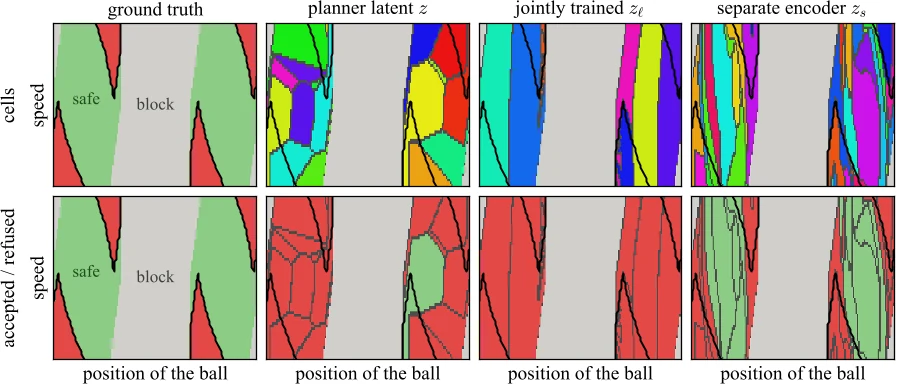 ground truth
planner latent z
jointly trained zℓ
separate encoder zs
cells
speed
safe
block
accepted / refused
speed
safe
block
position of the ball
position of the ball
position of the ball
position of the ball